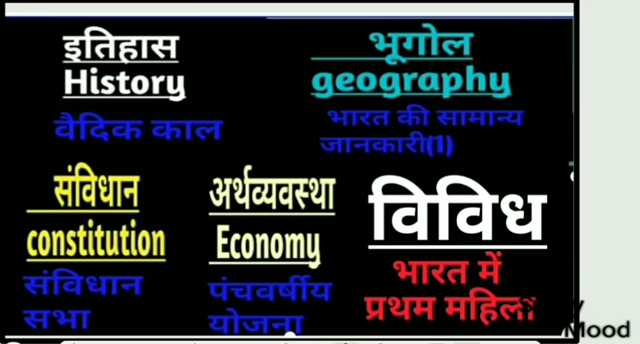 इतिहास
History
वैदिक काल
भूगोल
geography
भारत की सामान्य
जानकारी(1)
संविधान
constitution
संविधान
सभा
अर्थव्यवस्था
Economy
पंचवर्षीय
योजना
विविध
भारत में
प्रथम महिला
Mood